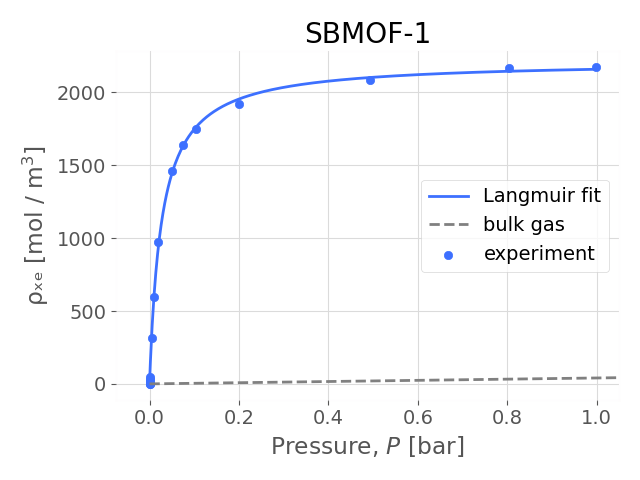 SBMOF-1
ρₓₑ [mol / m³]
2000
1500
1000
500
0
Langmuir fit
bulk gas
experiment
0.0 0.2 0.4 0.6 0.8 1.0
Pressure, P [bar]